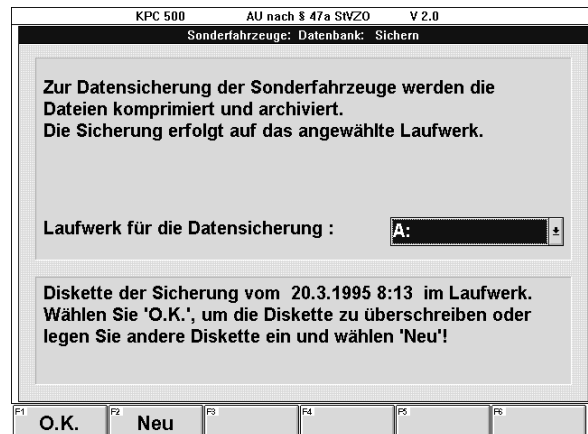 KPC 500 AU nach § 47a StVZO V 2.0
Sonderfahrzeuge: Datenbank: Sichern
Zur Datensicherung der Sonderfahrzeuge werden die
Dateien komprimiert und archiviert.
Die Sicherung erfolgt auf das angewählte Laufwerk.
Laufwerk für die Datensicherung : A:
Diskette der Sicherung vom 20.3.1995 8:13 im Laufwerk.
Wählen Sie 'O.K.', um die Diskette zu überschreiben oder
legen Sie andere Diskette ein und wählen 'Neu'!
F1 O.K. F2 Neu F3 F4 F5 F6